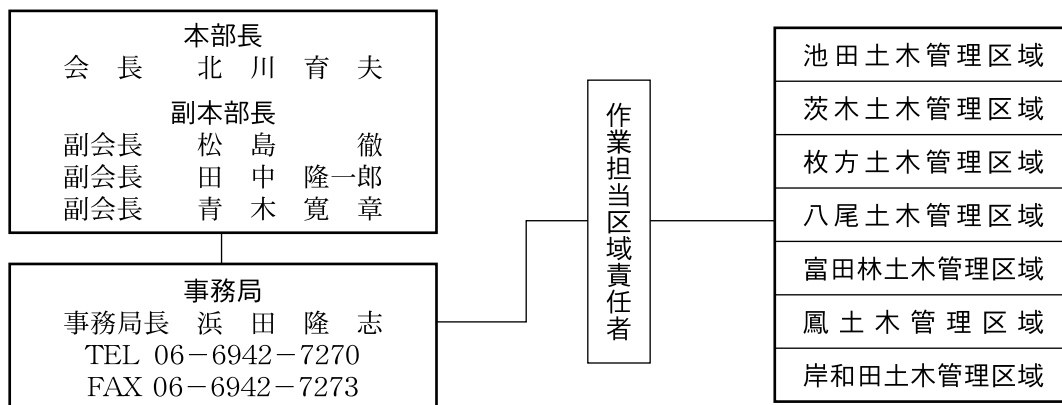 本部長
会長 北川育夫
副本部長
副会長 松島徹
副会長 田中隆一郎
副会長 青木寛章
事務局
事務局長 浜田隆志
TEL 06−6942−7270
FAX 06−6942−7273
作業担当区域責任者
池田土木管理区域
茨木土木管理区域
枚方土木管理区域
八尾土木管理区域
富田林土木管理区域
鳳土木管理区域
岸和田土木管理区域